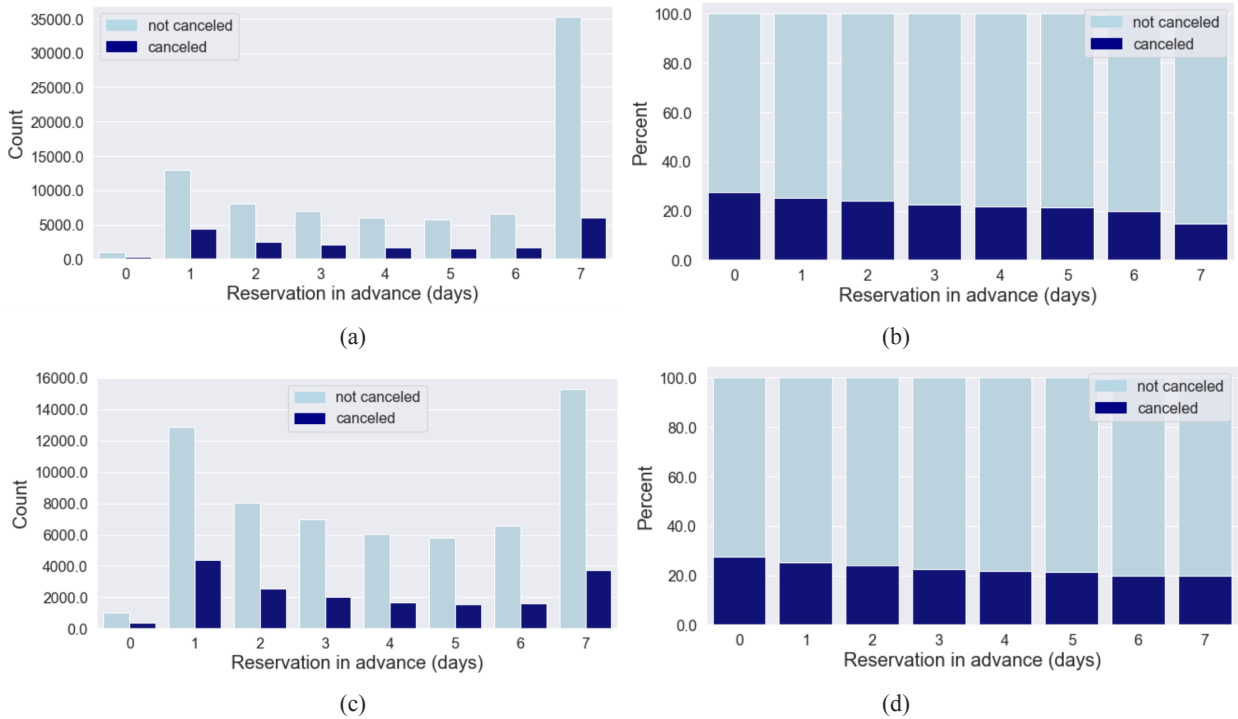 35000.0
30000.0
25000.0
20000.0
15000.0
10000.0
5000.0
0.0
Count
not canceled
canceled
0 1 2 3 4 5 6 7
Reservation in advance (days)
(a)
100.0
80.0
60.0
40.0
20.0
0.0
Percent
not canceled
canceled
0 1 2 3 4 5 6 7
Reservation in advance (days)
(b)
16000.0
14000.0
12000.0
10000.0
8000.0
6000.0
4000.0
2000.0
0.0
Count
not canceled
canceled
0 1 2 3 4 5 6 7
Reservation in advance (days)
(c)
100.0
80.0
60.0
40.0
20.0
0.0
Percent
not canceled
canceled
0 1 2 3 4 5 6 7
Reservation in advance (days)
(d)